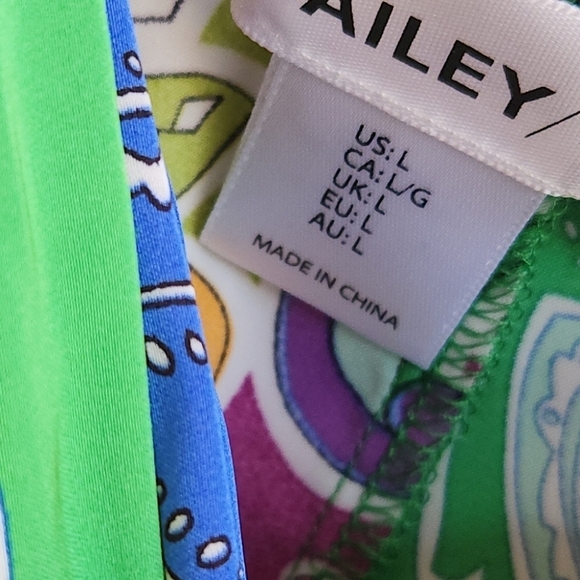 AILEY/
US: L
CA: L/G
UK: L
EU: L
AU: L
MADE IN CHINA